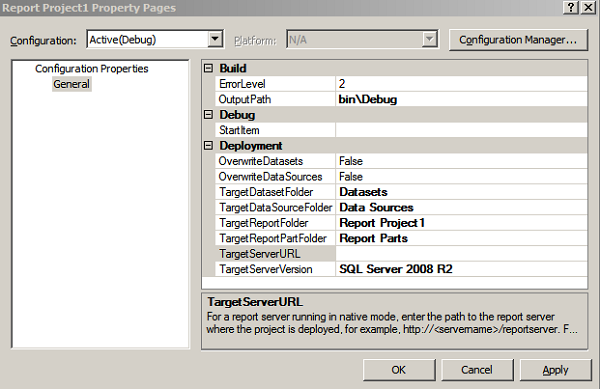 Report Project1 Property Pages
Configuration: Active(Debug) Platform: N/A Configuration Manager...
Configuration Properties
General
Build
ErrorLevel 2
OutputPath bin\Debug
Debug
StartItem
Deployment
OverwriteDatasets False
OverwriteDataSources False
TargetDatasetFolder Datasets
TargetDataSourceFolder Data Sources
TargetReportFolder Report Project1
TargetReportPartFolder Report Parts
TargetServerURL
TargetServerVersion SQL Server 2008 R2
TargetServerURL
For a report server running in native mode, enter the path to the report server
where the project is deployed, for example, http://<servername>/reportserver. F...
OK Cancel Apply